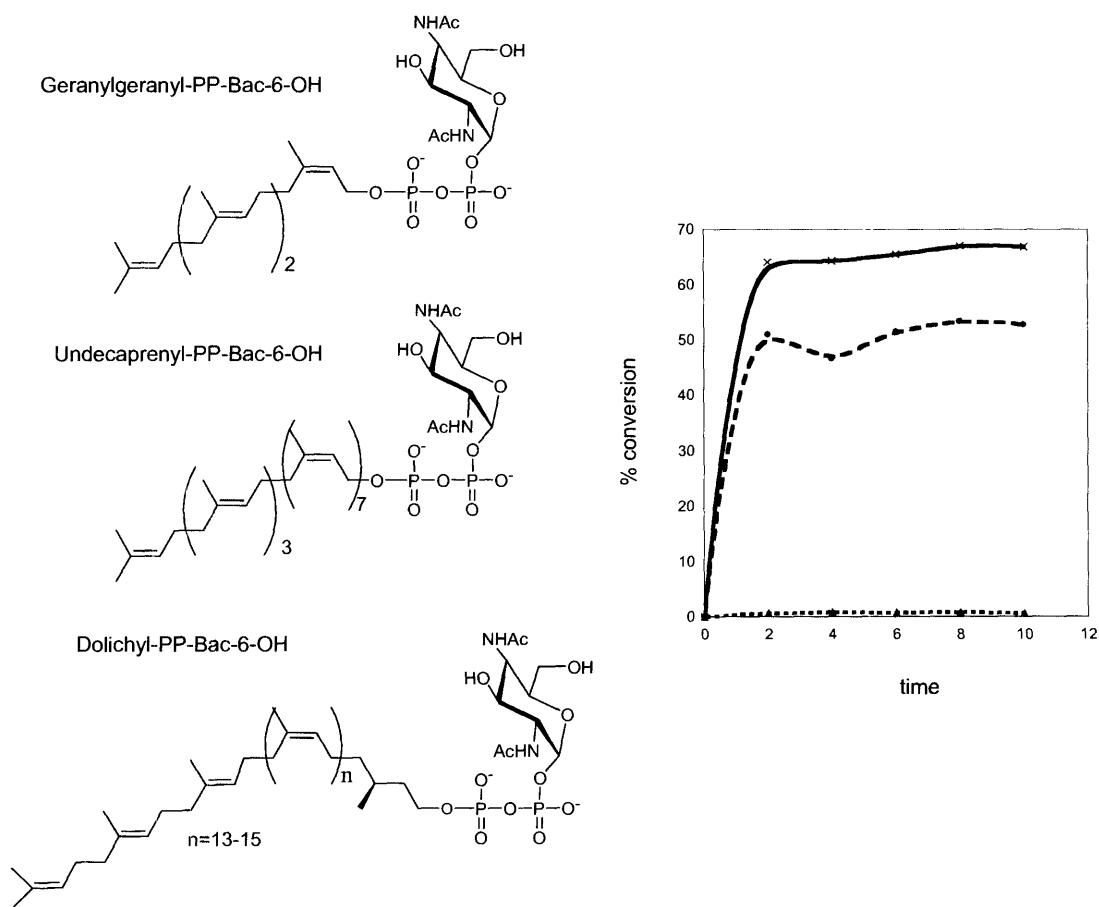 Geranylgeranyl-PP-Bac-6-OH
NHAc
OH
HO
O
AcHN
O
O-
O-
O
P
O
P
O-
O
O
2
Undecaprenyl-PP-Bac-6-OH
NHAc
OH
HO
O
AcHN
O
O-
O
P
O
P
O-
7
O
O
3
Dolichyl-PP-Bac-6-OH
NHAc
OH
HO
O
AcHN
n
O
O-
O
P
O
P
O-
O
O
n=13-15
% conversion
70
60
50
40
30
20
10
0
0 2 4 6 8 10 12
time